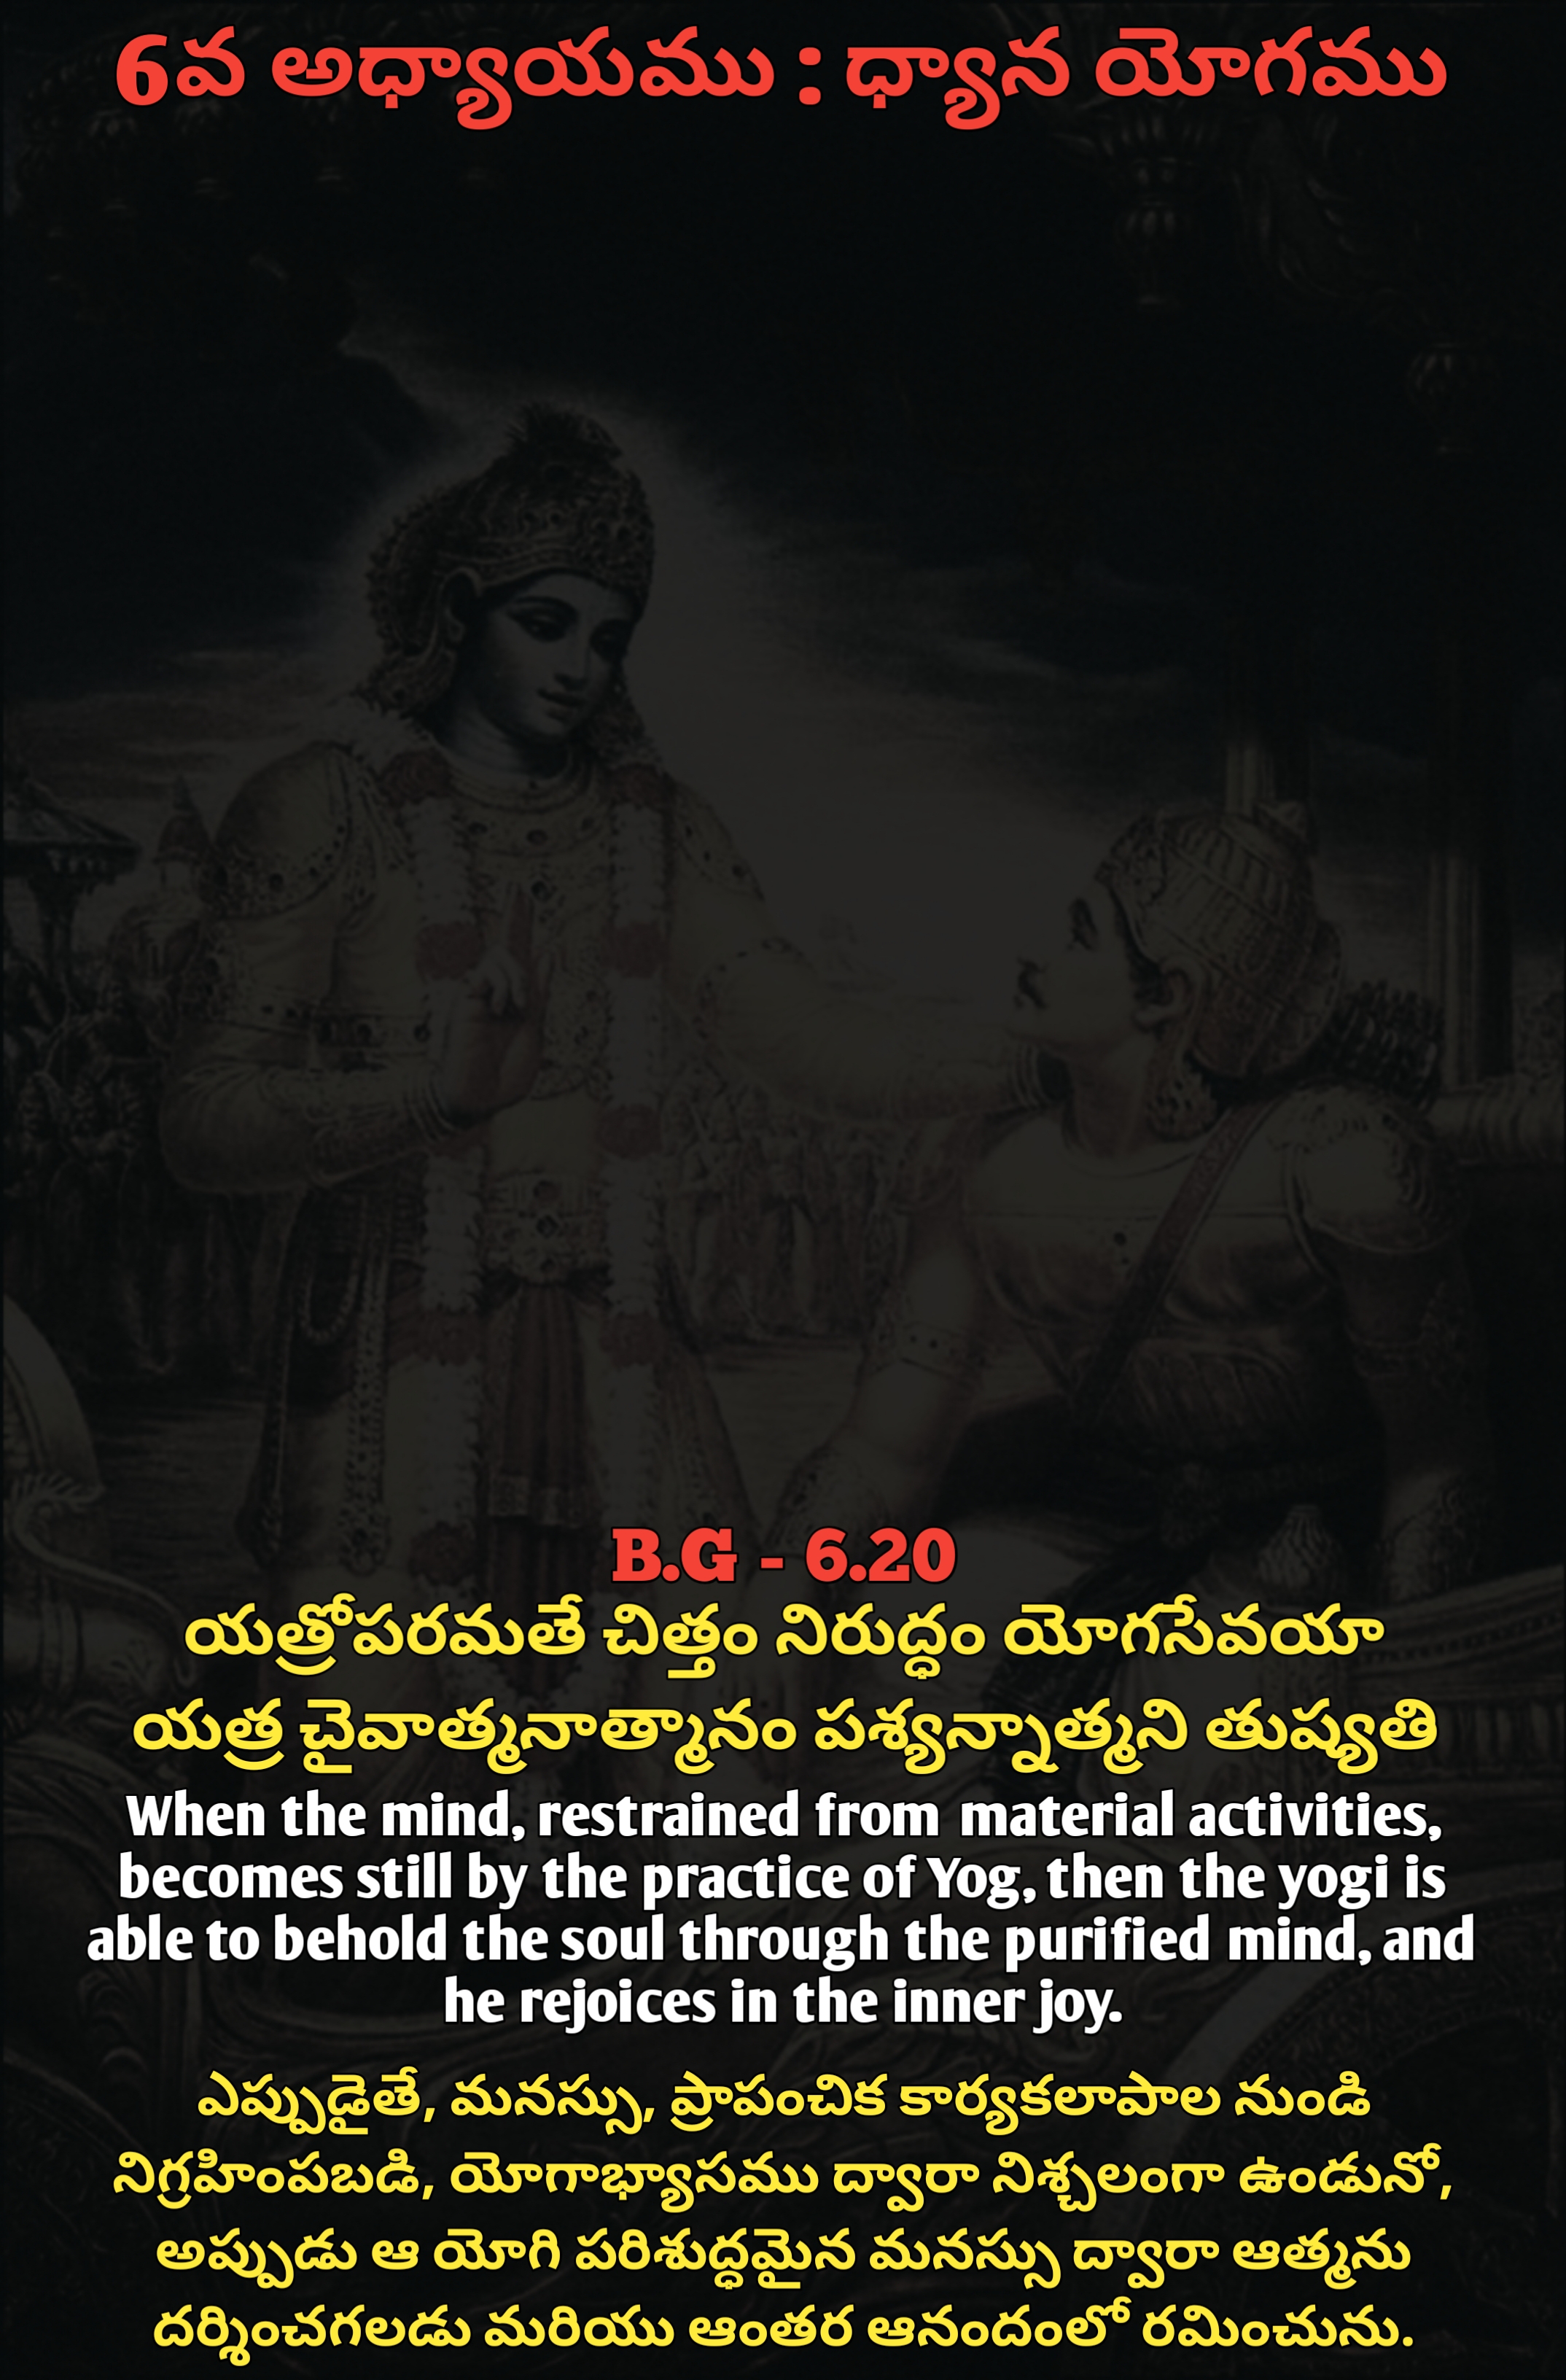 6వ అధ్యాయము : ధ్యాన యోగము
B.G - 6.20
యత్రోపరమతే చిత్తం నిరుద్ధం యోగసేవయా
యత్ర చైవాత్మనాత్మానం పశ్యన్నాత్మని తుష్యతి
When the mind, restrained from material activities,
becomes still by the practice of Yog, then the yogi is
able to behold the soul through the purified mind, and
he rejoices in the inner joy.
ఎప్పుడైతే, మనస్సు, ప్రాపంచిక కార్యకలాపాల నుండి
నిగ్రహింపబడి, యోగాభ్యాసము ద్వారా నిశ్చలంగా ఉండునో,
అప్పుడు ఆ యోగి పరిశుద్ధమైన మనస్సు ద్వారా ఆత్మను
దర్శించగలడు మరియు ఆంతర ఆనందంలో రమించును.